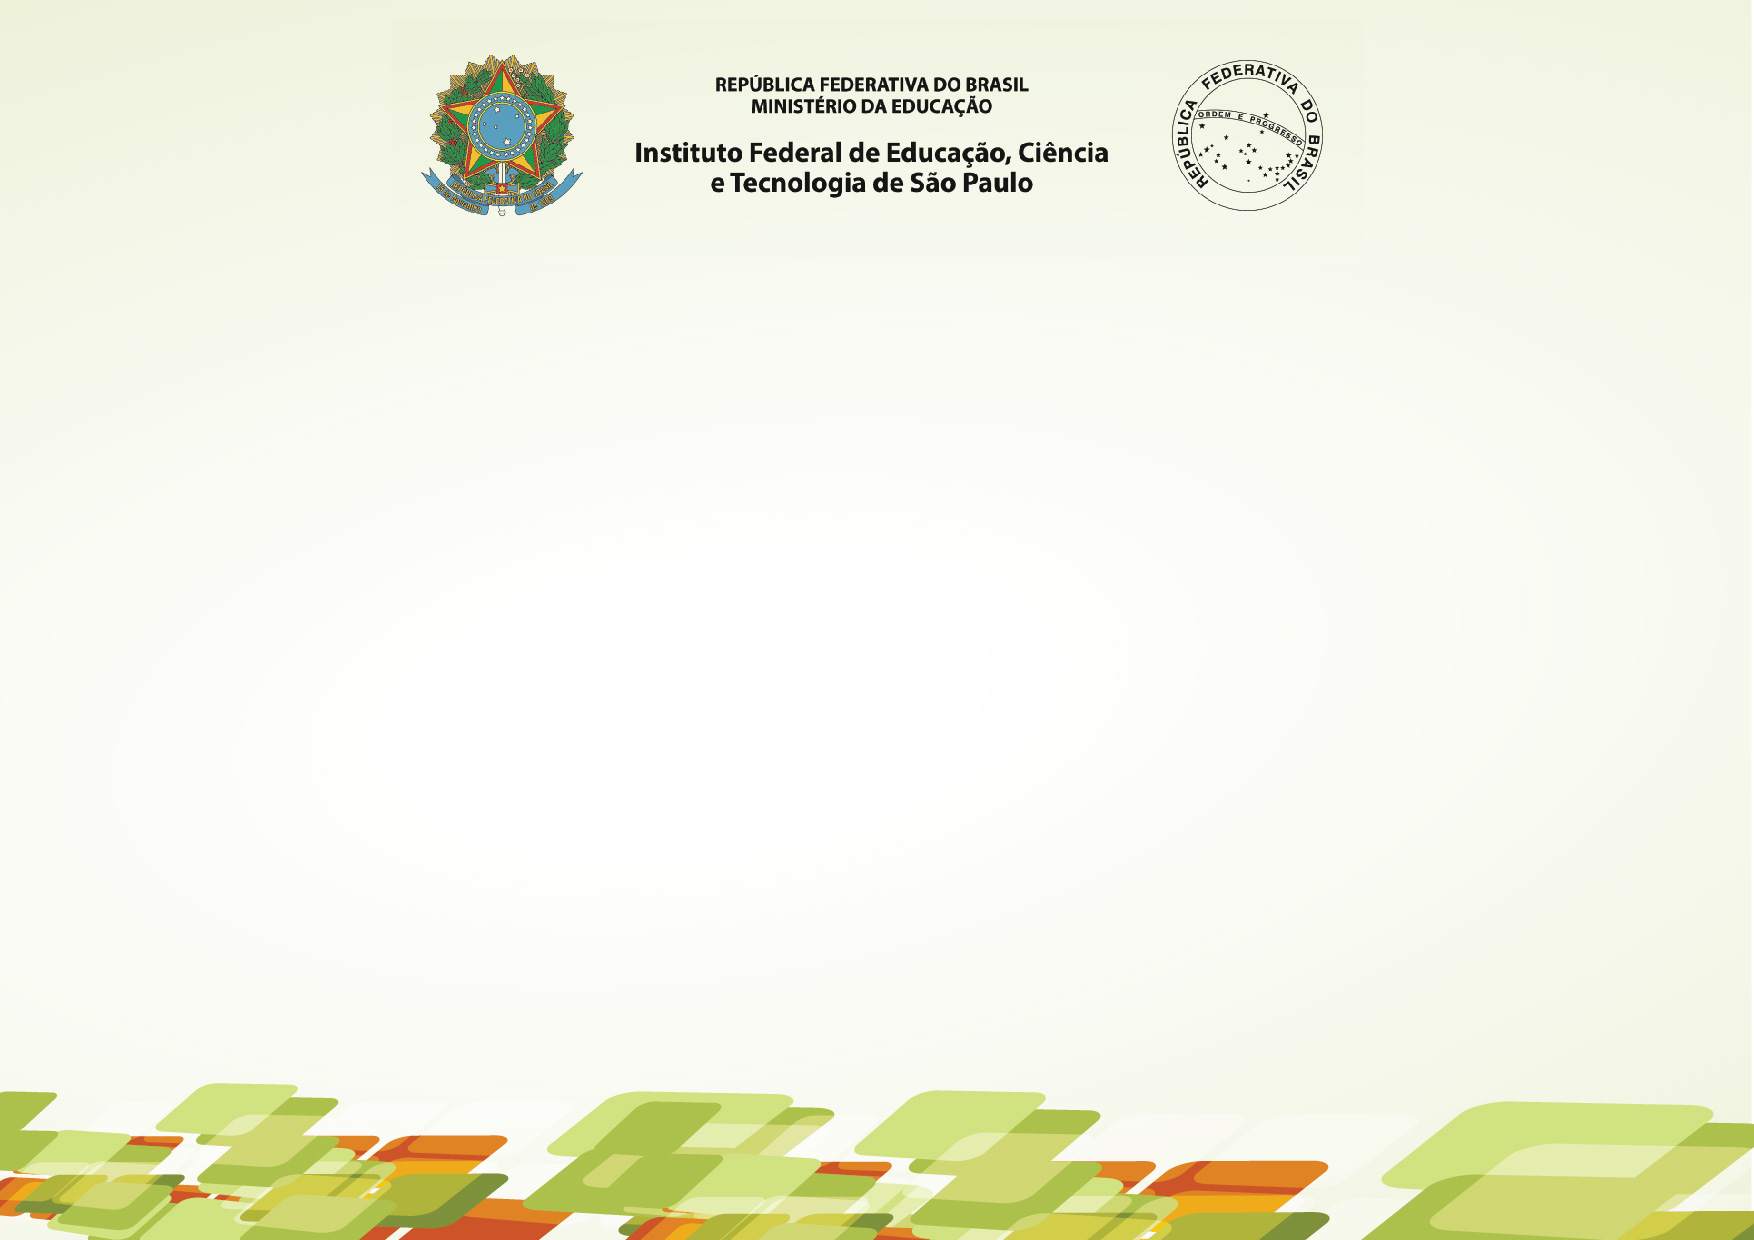 REPÚBLICA FEDERATIVA DO BRASIL
MINISTÉRIO DA EDUCAÇÃO
Instituto Federal de Educação, Ciência
e Tecnologia de São Paulo
REPÚBLICA FEDERATIVA DO BRASIL
ORDEM E PROGRESSO